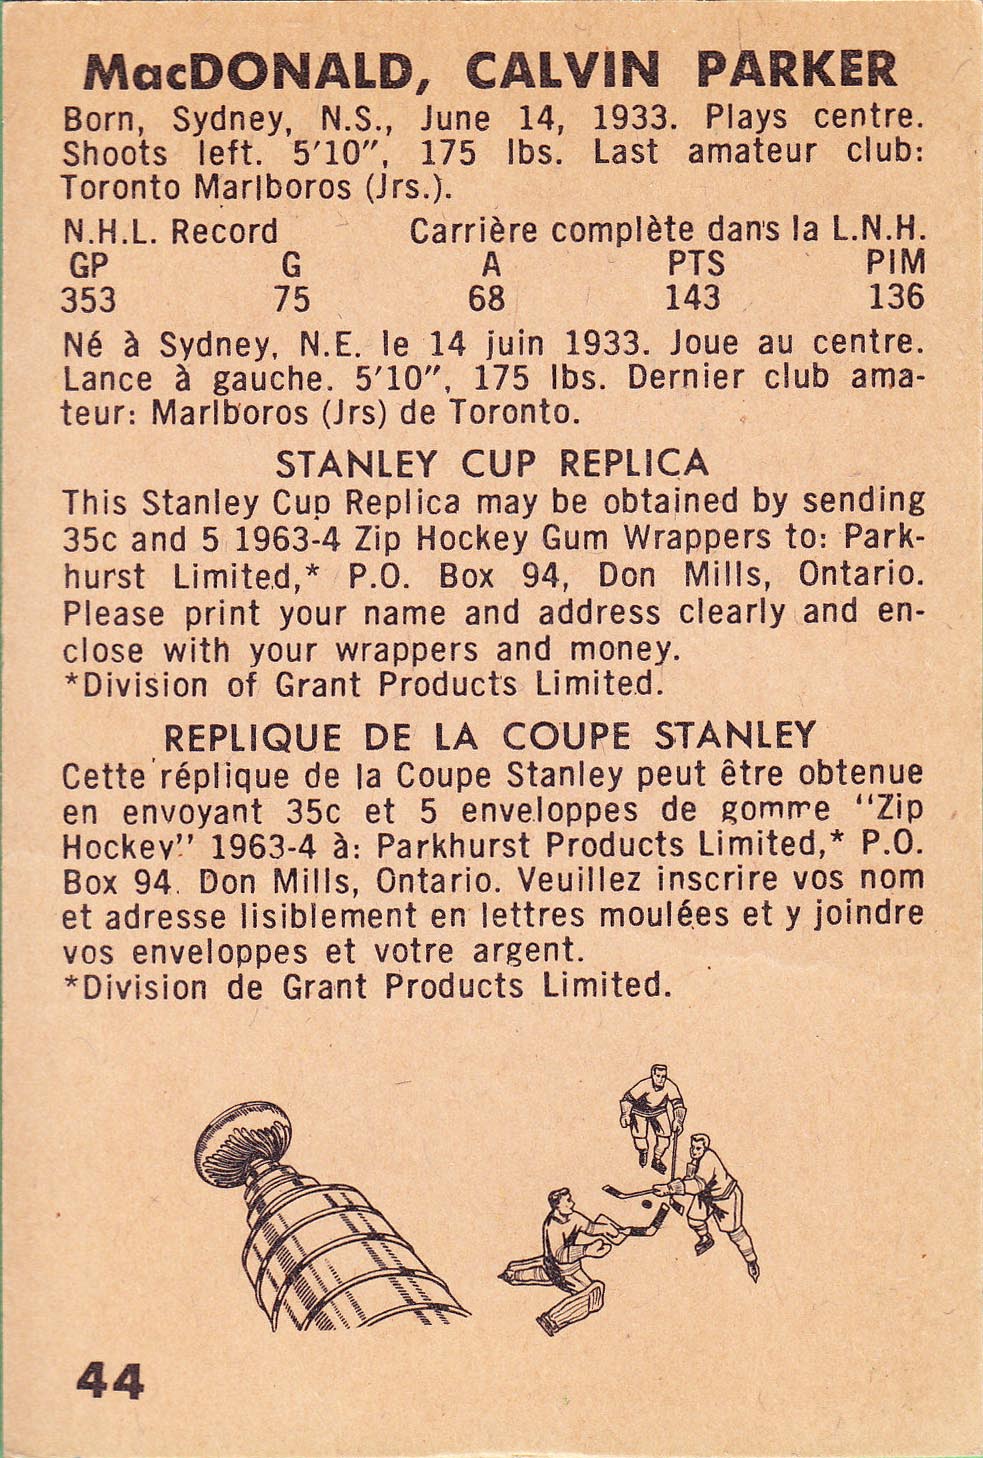 MacDONALD, CALVIN PARKER
Born, Sydney, N.S., June 14, 1933. Plays centre.
Shoots left. 5'10", 175 lbs. Last amateur club:
Toronto Marlboros (Jrs.).
N.H.L. Record Carrière complète dans la L.N.H.
GP G A PTS PIM
353 75 68 143 136
Né à Sydney, N.E. le 14 juin 1933. Joue au centre.
Lance à gauche. 5'10", 175 lbs. Dernier club ama-
teur: Marlboros (Jrs) de Toronto.
STANLEY CUP REPLICA
This Stanley Cup Replica may be obtained by sending
35c and 5 1963-4 Zip Hockey Gum Wrappers to: Park-
hurst Limited,* P.O. Box 94, Don Mills, Ontario.
Please print your name and address clearly and en-
close with your wrappers and money.
*Division of Grant Products Limited.
REPLIQUE DE LA COUPE STANLEY
Cette réplique de la Coupe Stanley peut être obtenue
en envoyant 35c et 5 enveloppes de gomme "Zip
Hockey" 1963-4 à: Parkhurst Products Limited,* P.O.
Box 94, Don Mills, Ontario. Veuillez inscrire vos nom
et adresse lisiblement en lettres moulées et y joindre
vos enveloppes et votre argent.
*Division de Grant Products Limited.
44